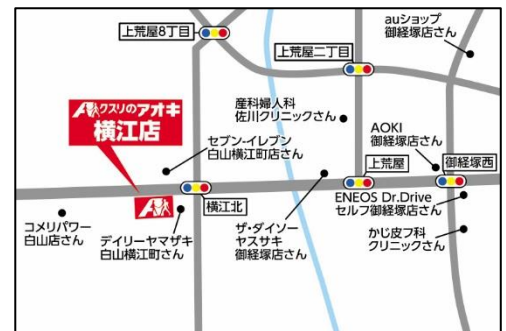 auショップ
御経塚店さん
上荒屋8丁目
上荒屋二丁目
クスリのアオキ
横江店
産科婦人科
佐川クリニックさん
セブン-イレブン
白山横江町店さん
AOKI
御経塚店さん
上荒屋
御経塚西
横江北
コメリパワー
白山店さん
デイリーヤマザキ
白山横江町さん
ザ・ダイソー
ヤスサキ
御経塚店さん
ENEOS Dr.Drive
セルフ御経塚店さん
かじ皮フ科
クリニックさん